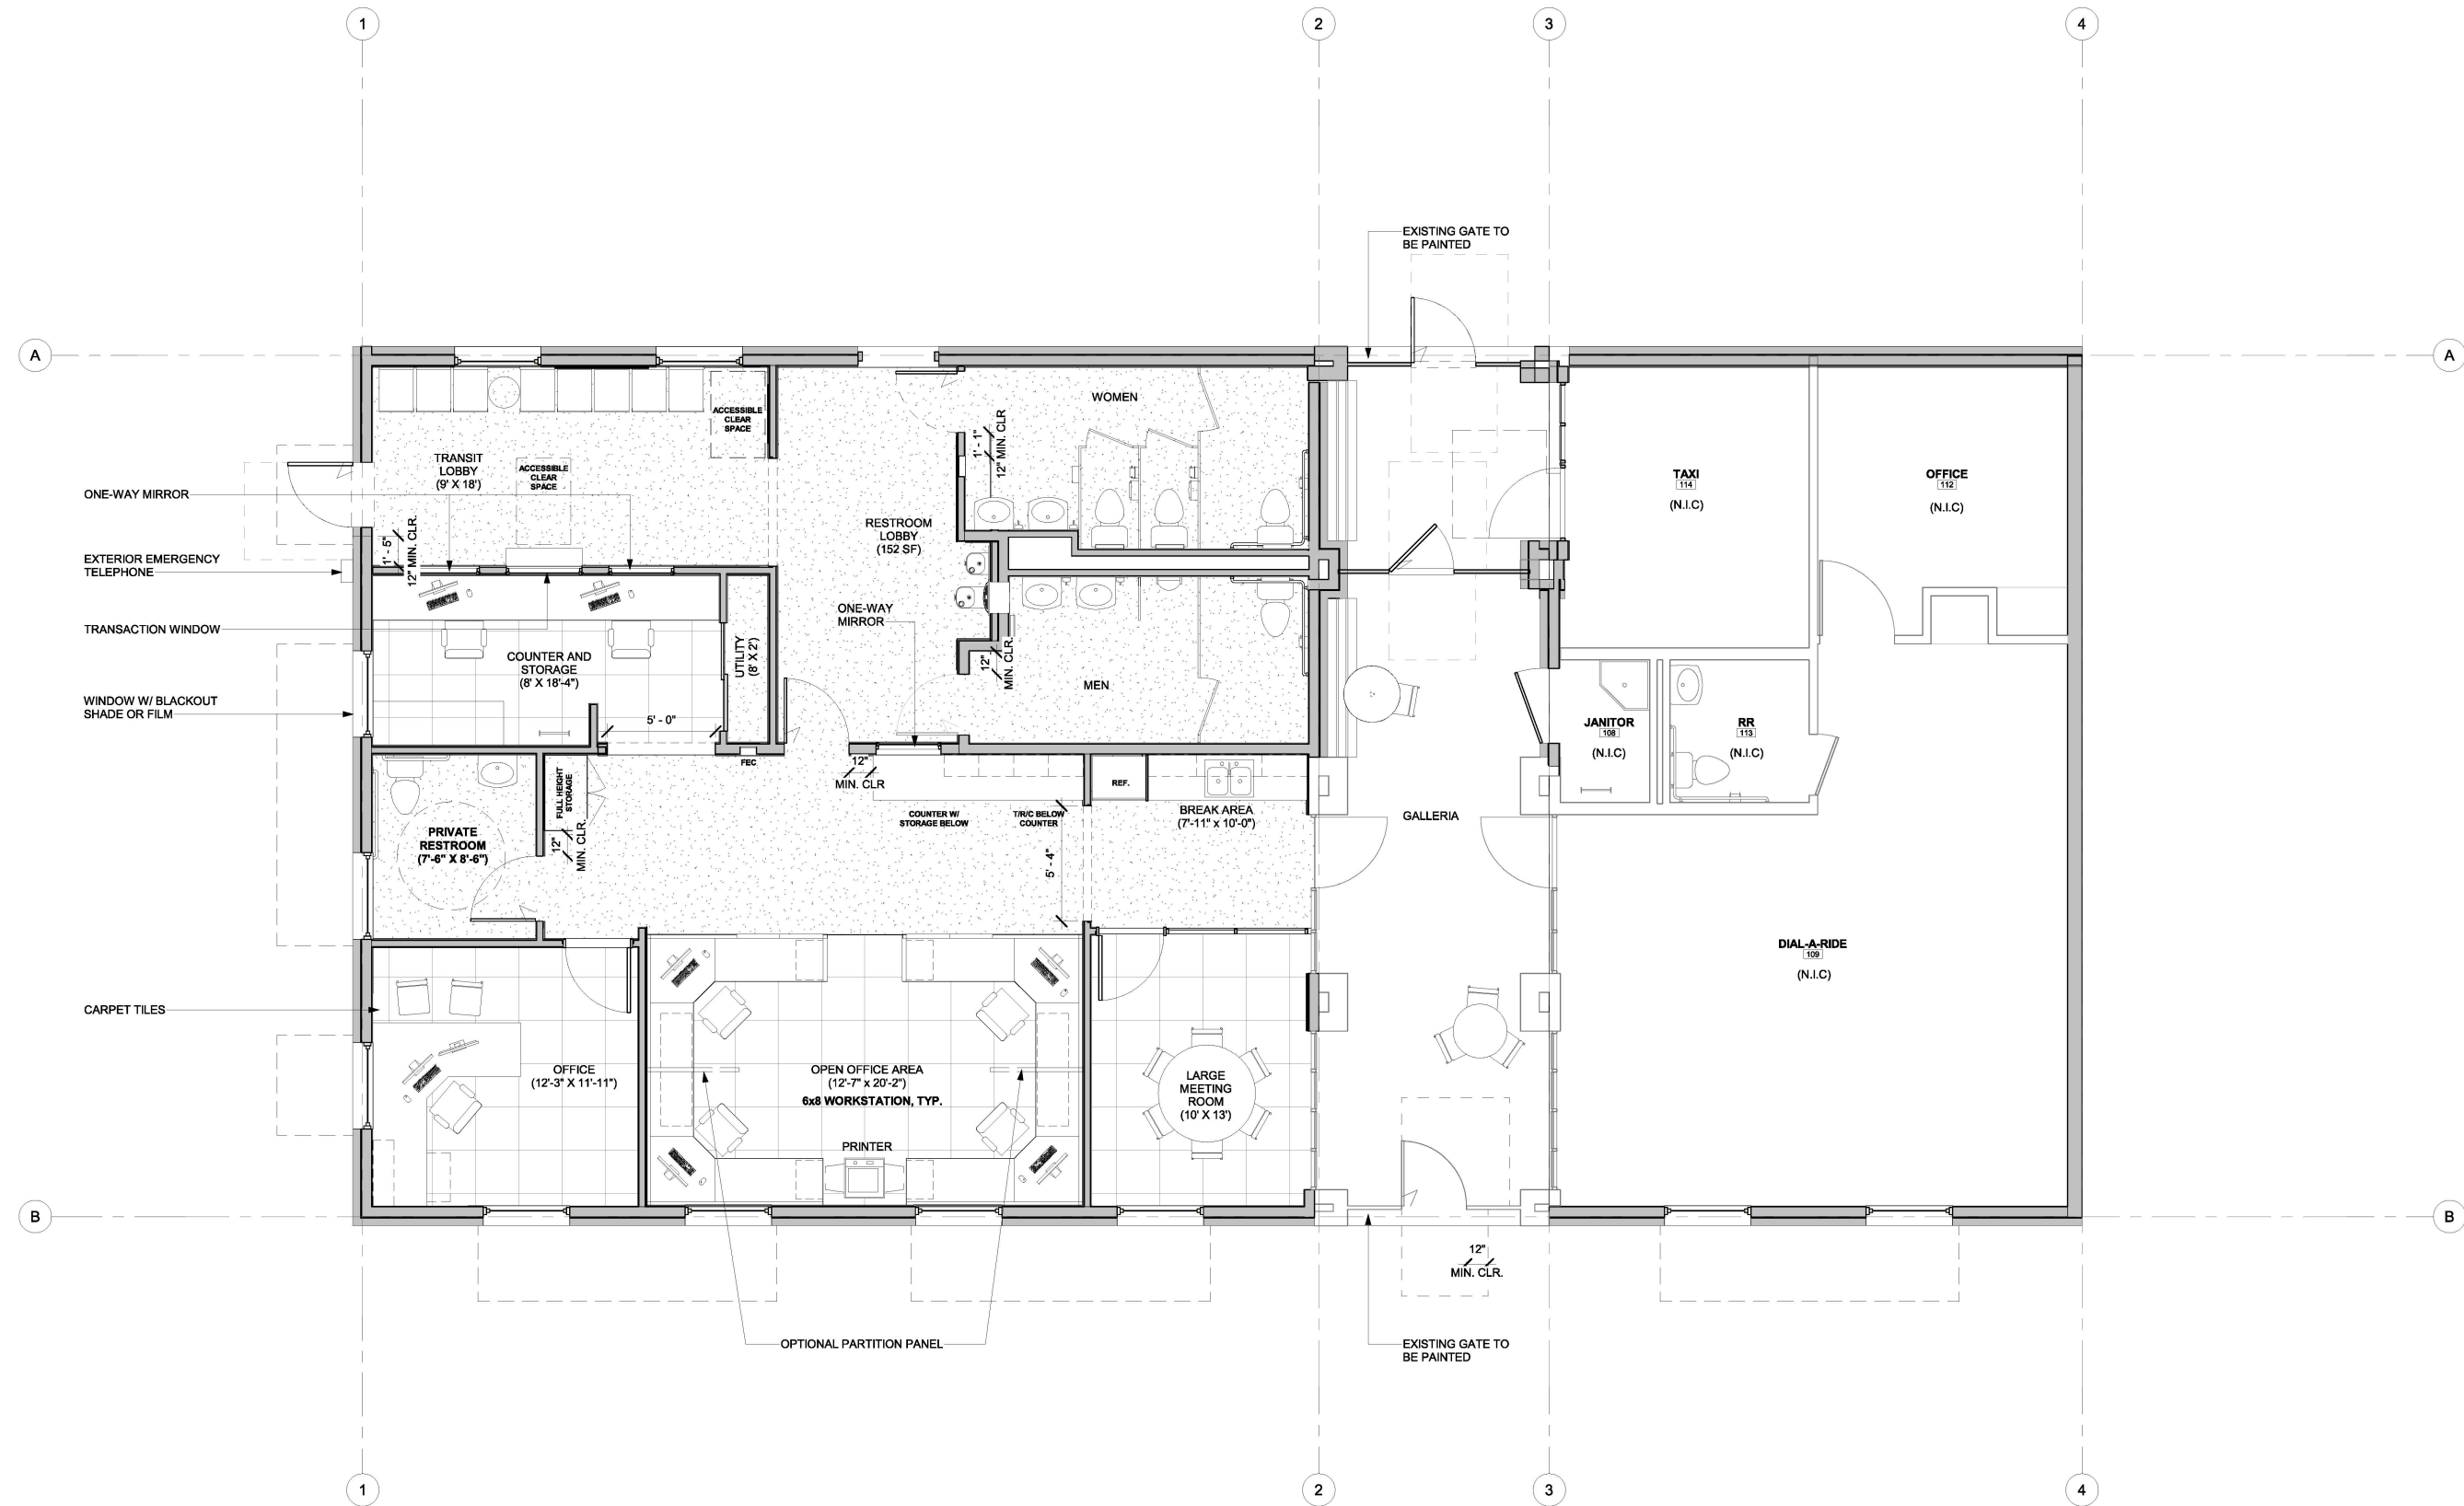 1
2
3
4
EXISTING GATE TO
BE PAINTED
A
A
WOMEN
ACCESSIBLE
CLEAR
SPACE
1' - 1"
12" MIN. CLR
TRANSIT
LOBBY
(9' X 18')
ACCESSIBLE
CLEAR
SPACE
ONE-WAY MIRROR
TAXI
114
(N.I.C)
OFFICE
112
(N.I.C)
RESTROOM
LOBBY
(152 SF)
1' - 5"
12" MIN. CLR.
EXTERIOR EMERGENCY
TELEPHONE
ONE-WAY
MIRROR
TRANSACTION WINDOW
COUNTER AND
STORAGE
(8' X 18'-4")
UTILITY
(8' X 2')
12"
MIN. CLR.
MEN
WINDOW W/ BLACKOUT
SHADE OR FILM
5' - 0"
JANITOR
108
(N.I.C)
RR
113
(N.I.C)
FEC
12"
MIN. CLR
FULL HEIGHT
STORAGE
REF.
COUNTER W/
STORAGE BELOW
T/R/C BELOW
COUNTER
BREAK AREA
(7'-11" x 10'-0")
GALLERIA
PRIVATE
RESTROOM
(7'-6" X 8'-6")
12"
MIN. CLR.
5' - 4"
DIAL-A-RIDE
109
(N.I.C)
CARPET TILES
OFFICE
(12'-3" X 11'-11")
OPEN OFFICE AREA
(12'-7" x 20'-2")
6x8 WORKSTATION, TYP.
LARGE
MEETING
ROOM
(10' X 13')
PRINTER
B
B
12"
MIN. CLR.
OPTIONAL PARTITION PANEL
EXISTING GATE TO
BE PAINTED
1
2
3
4